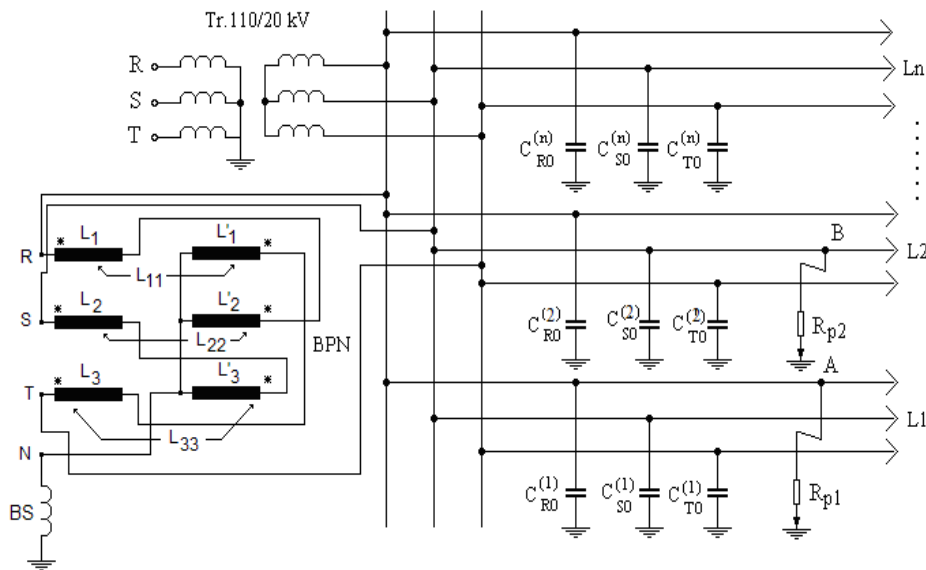 Tr.110/20 kV
R
S
T
Ln
C R0 (n)
C S0 (n)
C T0 (n)
R
* L1
L'1 *
L11
B
L2
S
* L2
L'2 *
L22
BPN
C R0 (2)
C S0 (2)
C T0 (2)
Rp2
T
* L3
L'3 *
L33
A
L1
N
BS
C R0 (1)
C S0 (1)
C T0 (1)
Rp1